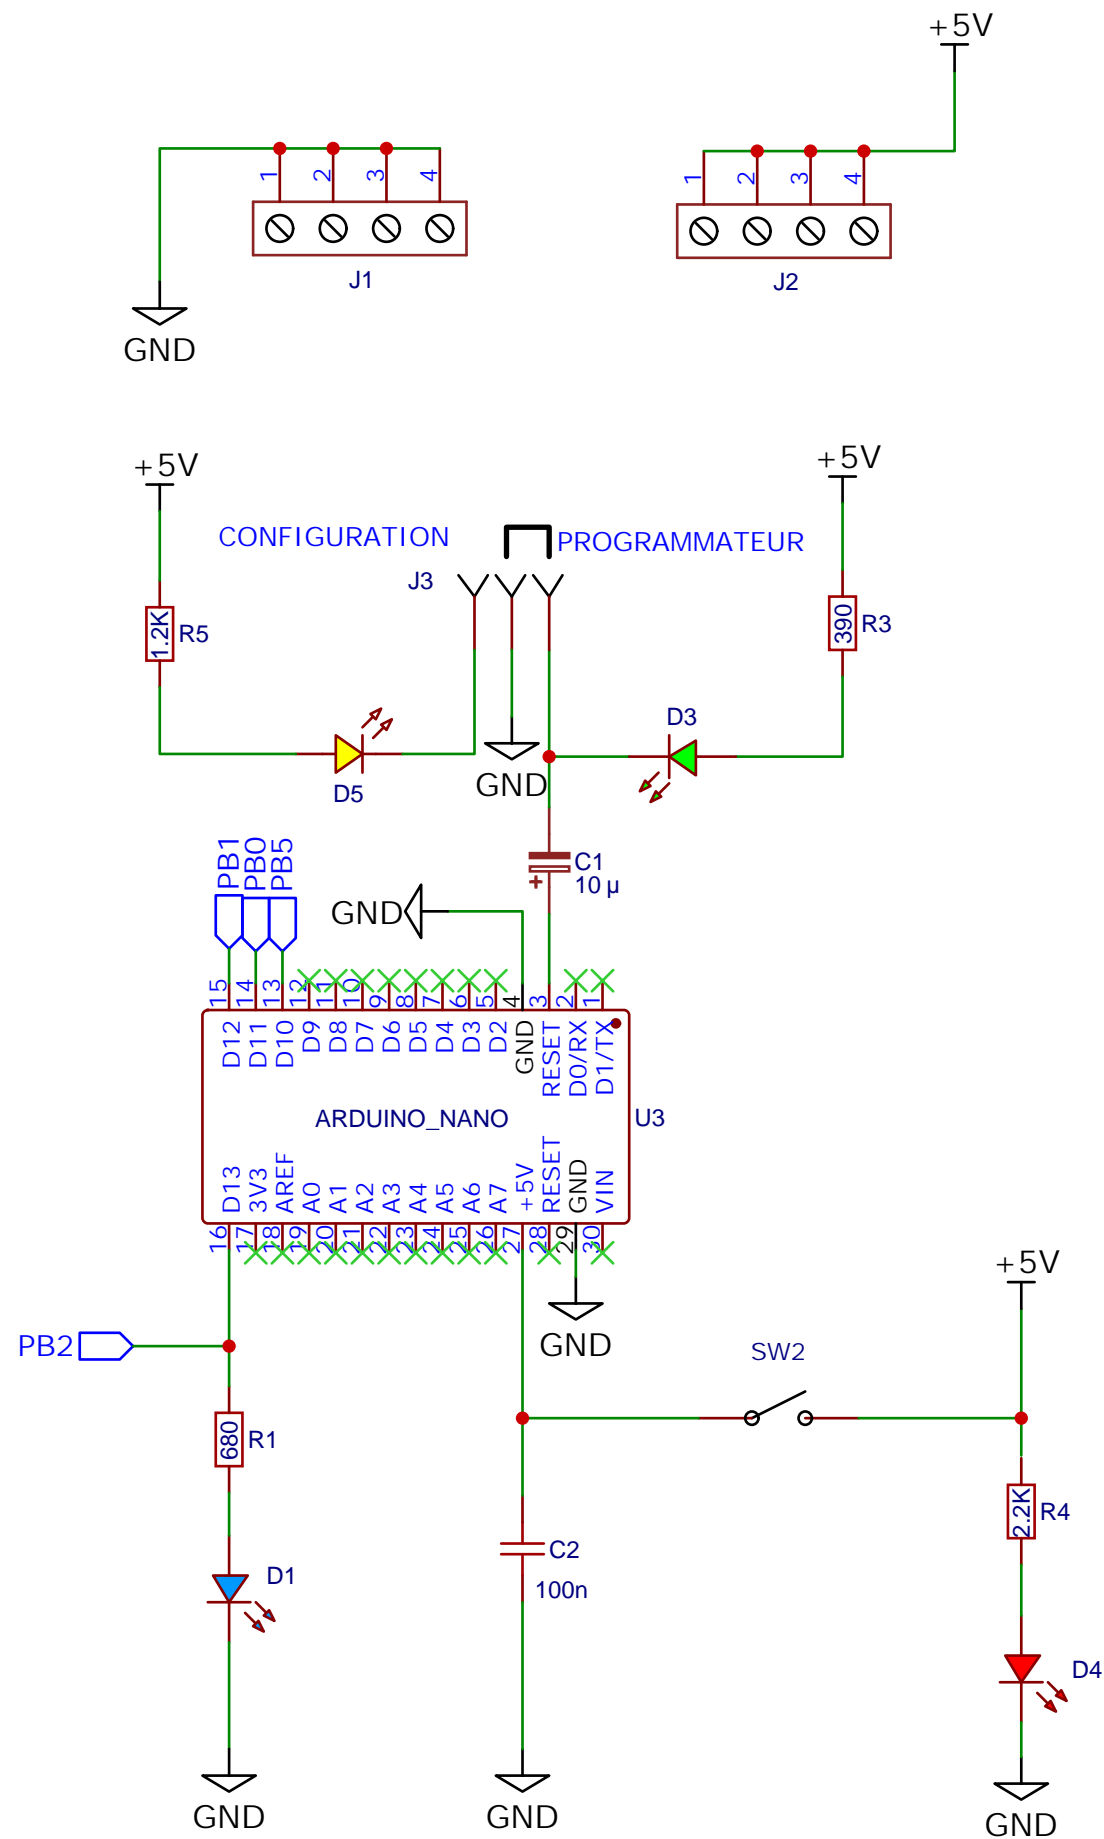 +5V
1 2 3 4
J1
GND
1 2 3 4
J2
+5V
+5V
CONFIGURATION
PROGRAMMATEUR
J3
1.2K
R5
390
R3
D5
D3
GND
C1
10 µ
+
PB1
PB0
PB5
GND
15 14 13 12 11 10 9 8 7 6 5 4 3 2 1
D12 D11 D10 D9 D8 D7 D6 D5 D4 D3 D2 GND RESET D0/RX D1/TX
ARDUINO_NANO
U3
D13 3V3 AREF A0 A1 A2 A3 A4 A5 A6 A7 +5V RESET GND VIN
16 17 18 19 20 21 22 23 24 25 26 27 28 29 30
+5V
GND
PB2
SW2
680
R1
2.2K
R4
C2
100n
D1
D4
GND
GND
GND